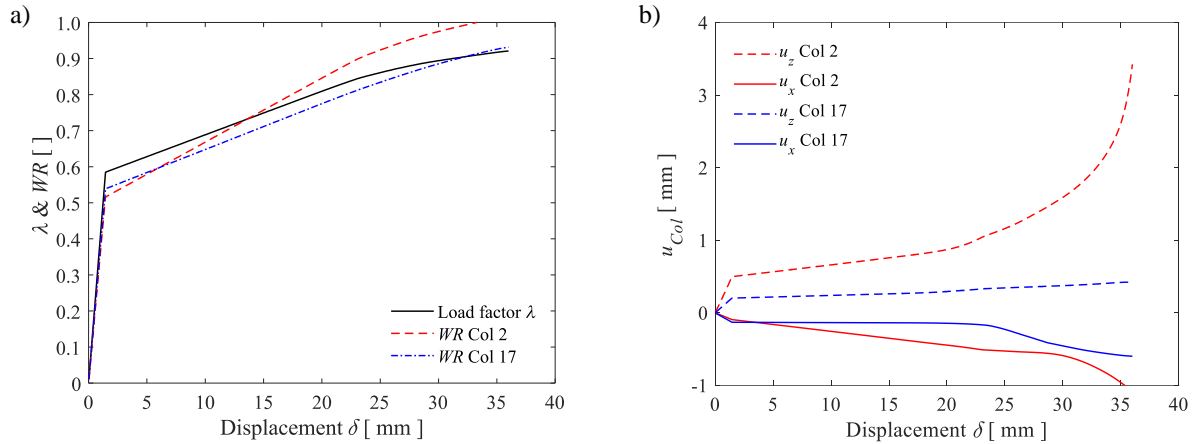 a)
1.0
0.9
0.8
0.7
0.6
0.5
0.4
0.3
0.2
0.1
0
λ & WR [ ]
Load factor λ
WR Col 2
WR Col 17
0 5 10 15 20 25 30 35 40
Displacement δ [ mm ]
b)
4
3
2
1
0
-1
u_Col [ mm ]
u_z Col 2
u_x Col 2
u_z Col 17
u_x Col 17
0 5 10 15 20 25 30 35 40
Displacement δ [ mm ]